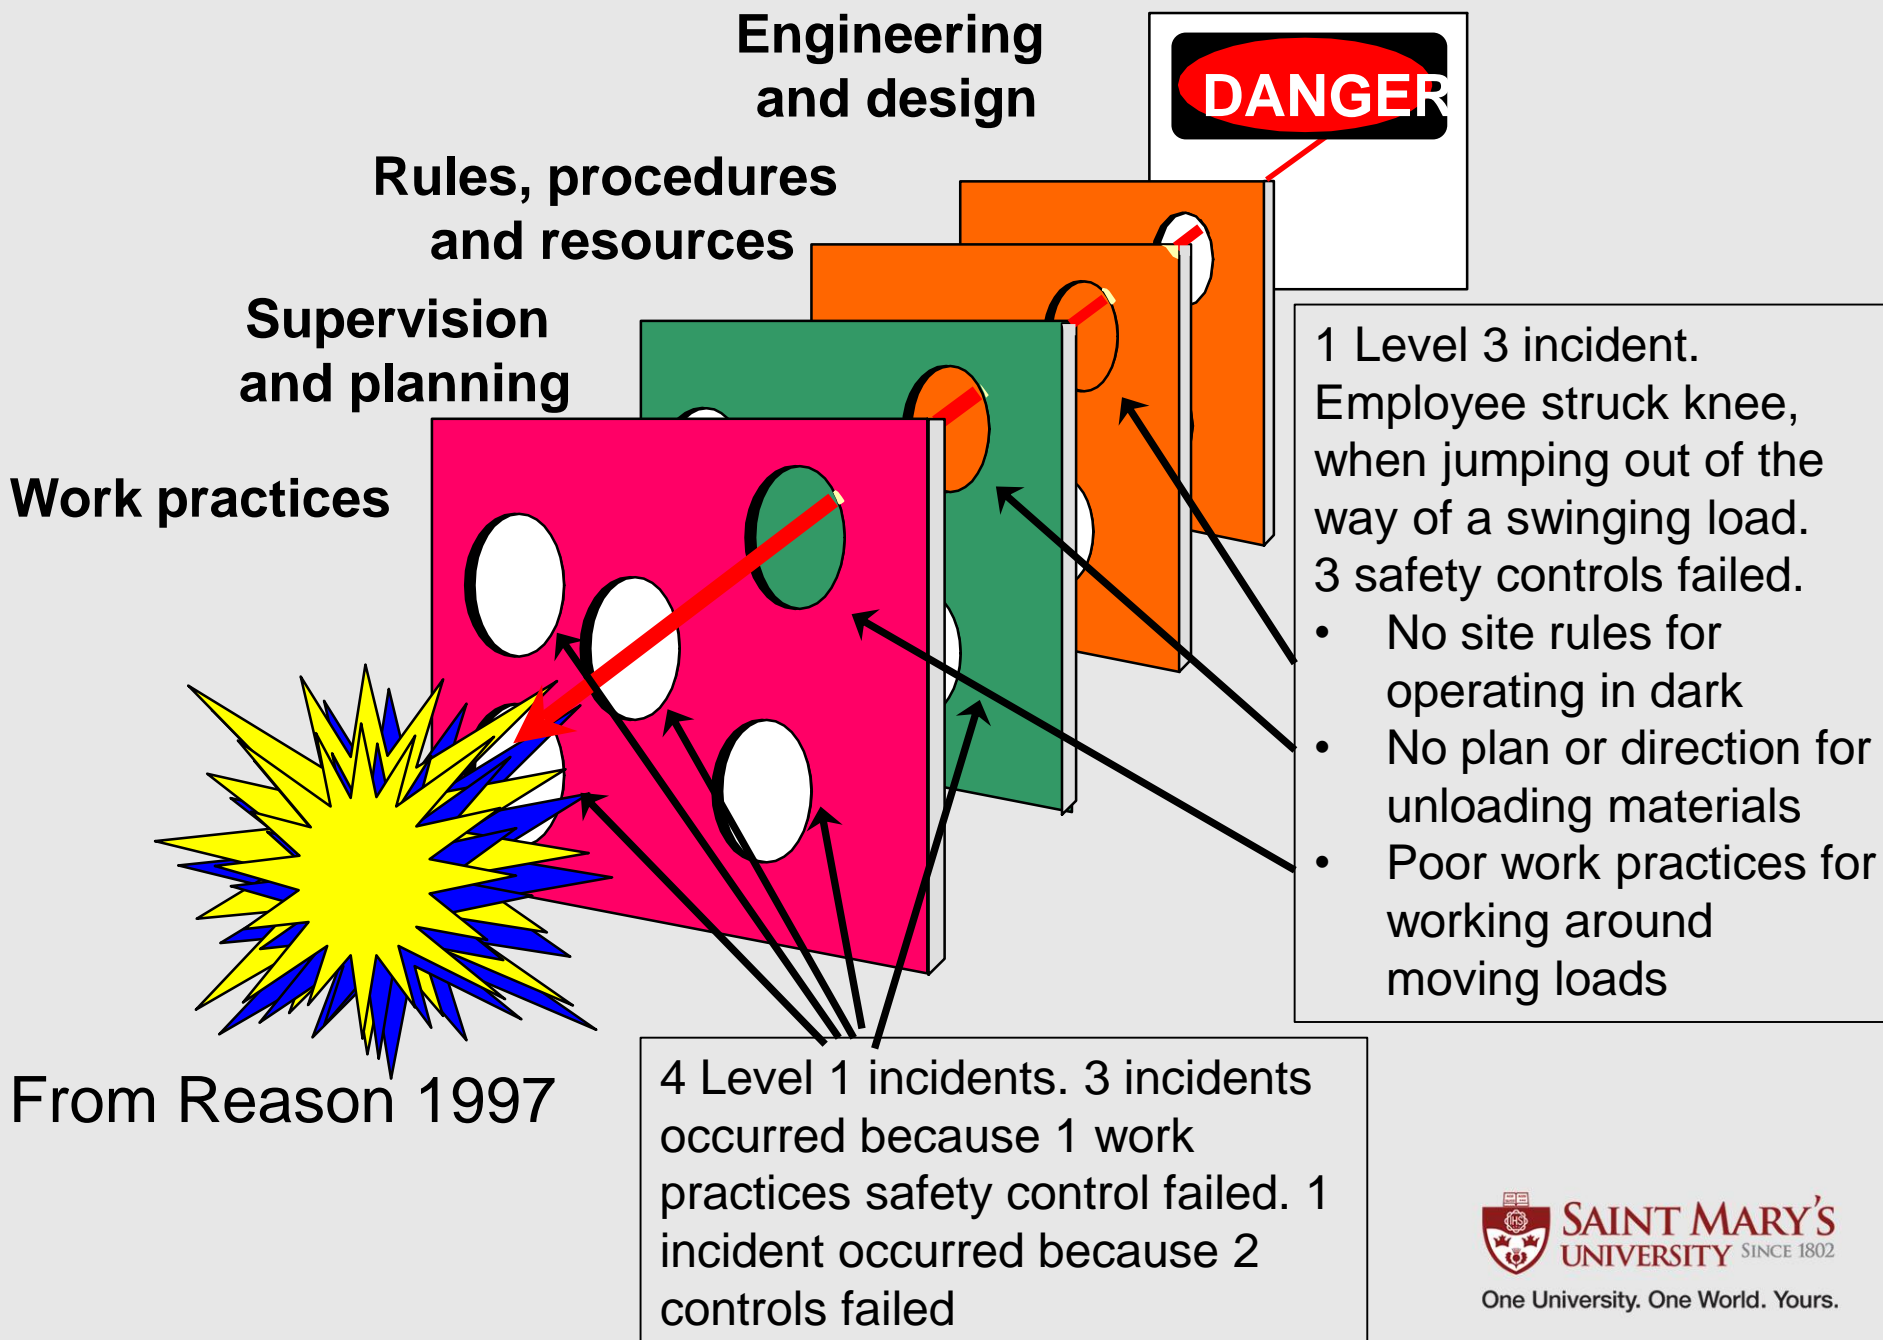 Engineering
and design
DANGER
Rules, procedures
and resources
Supervision
and planning
Work practices
1 Level 3 incident.
Employee struck knee,
when jumping out of the
way of a swinging load.
3 safety controls failed.
• No site rules for
operating in dark
• No plan or direction for
unloading materials
• Poor work practices for
working around
moving loads
From Reason 1997
4 Level 1 incidents. 3 incidents
occurred because 1 work
practices safety control failed. 1
incident occurred because 2
controls failed
IHS
SAINT MARY'S
UNIVERSITY SINCE 1802
One University. One World. Yours.